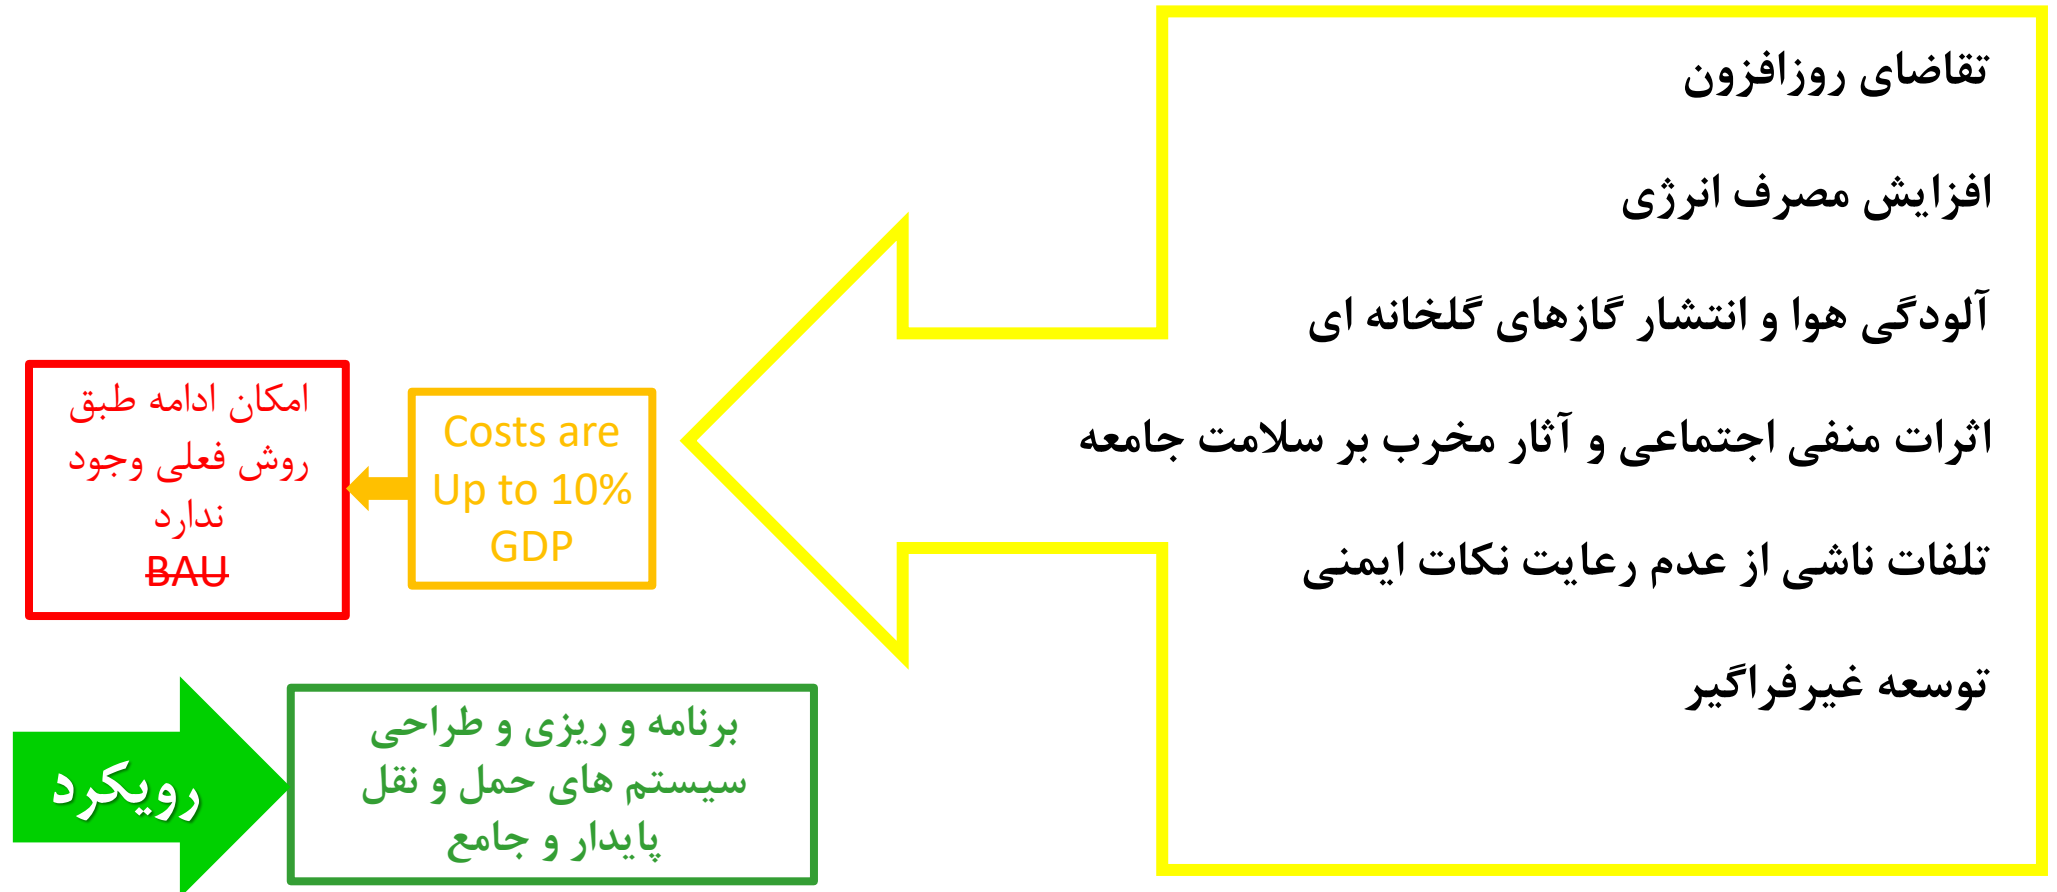 تقاضای روزافزون
افزایش مصرف انرژی
آلودگی هوا و انتشار گازهای گلخانه ای
اثرات منفی اجتماعی و آثار مخرب بر سلامت جامعه
تلفات ناشی از عدم رعایت نکات ایمنی
توسعه غیرفراگیر
Costs are
Up to 10%
GDP
امکان ادامه طبق
روش فعلی وجود
ندارد
BAU
رویکرد
برنامه و ریزی و طراحی
سیستم های حمل و نقل
پایدار و جامع